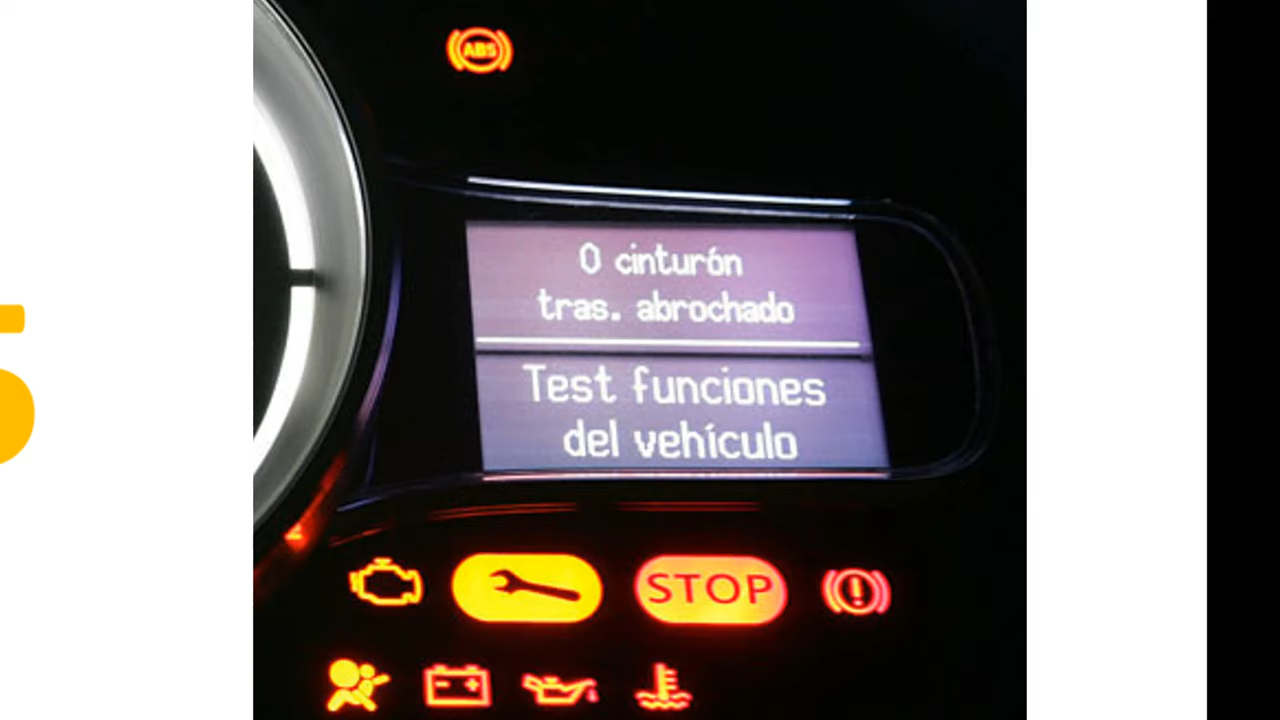 ABS
0 cinturón
tras. abrochado
Test funciones
del vehículo
STOP